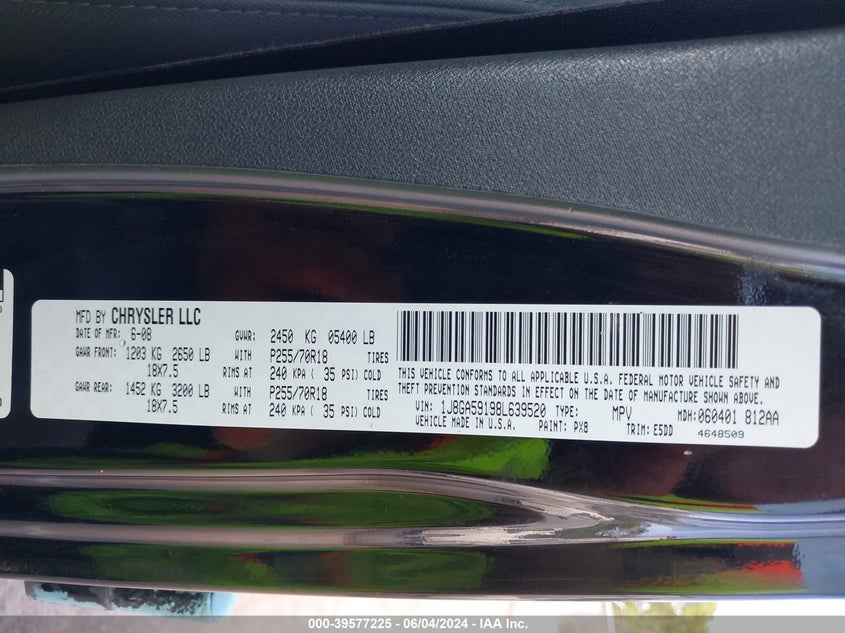 MFD BY CHRYSLER LLC
DATE OF MFR: 6-08 GVWR: 2450 KG 05400 LB
GAWR FRONT: 1203 KG 2650 LB WITH P255/70R18 TIRES
18X7.5 RIMS AT 240 KPA ( 35 PSI) COLD
GAWR REAR: 1452 KG 3200 LB WITH P255/70R18 TIRES
18X7.5 RIMS AT 240 KPA ( 35 PSI) COLD
THIS VEHICLE CONFORMS TO ALL APPLICABLE U.S.A. FEDERAL MOTOR VEHICLE SAFETY AND
THEFT PREVENTION STANDARDS IN EFFECT ON THE DATE OF MANUFACTURE SHOWN ABOVE.
VIN: 1J8GA59198L639520 TYPE: MPV MDH: 060401 812AA
VEHICLE MADE IN U.S.A. PAINT: PX8 TRIM: E5DD 4648509
000-39577225 - 06/04/2024 - IAA Inc.